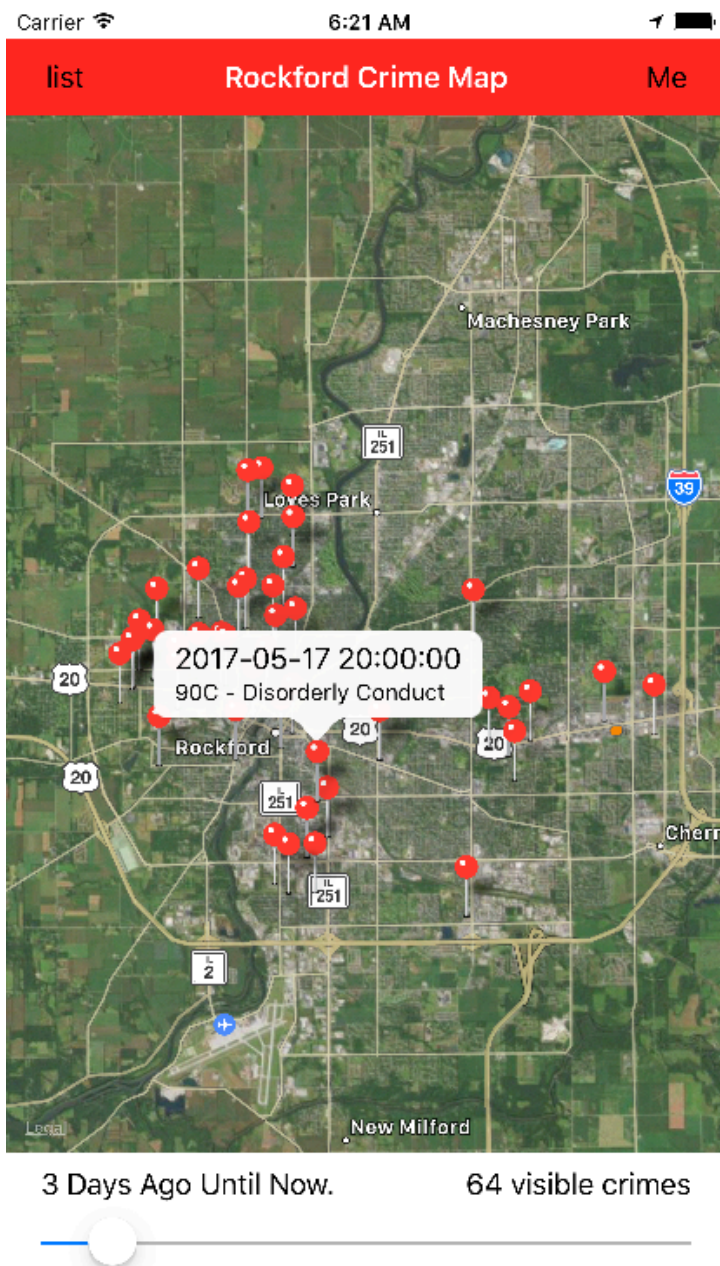 Carrier 6:21 AM
list Rockford Crime Map Me
Machesney Park
IL
251
39
Loves Park
2017-05-17 20:00:00
90C - Disorderly Conduct
20
20
20
Rockford
20
IL
251
Cherr
IL
251
IL
2
Legal
New Milford
3 Days Ago Until Now. 64 visible crimes